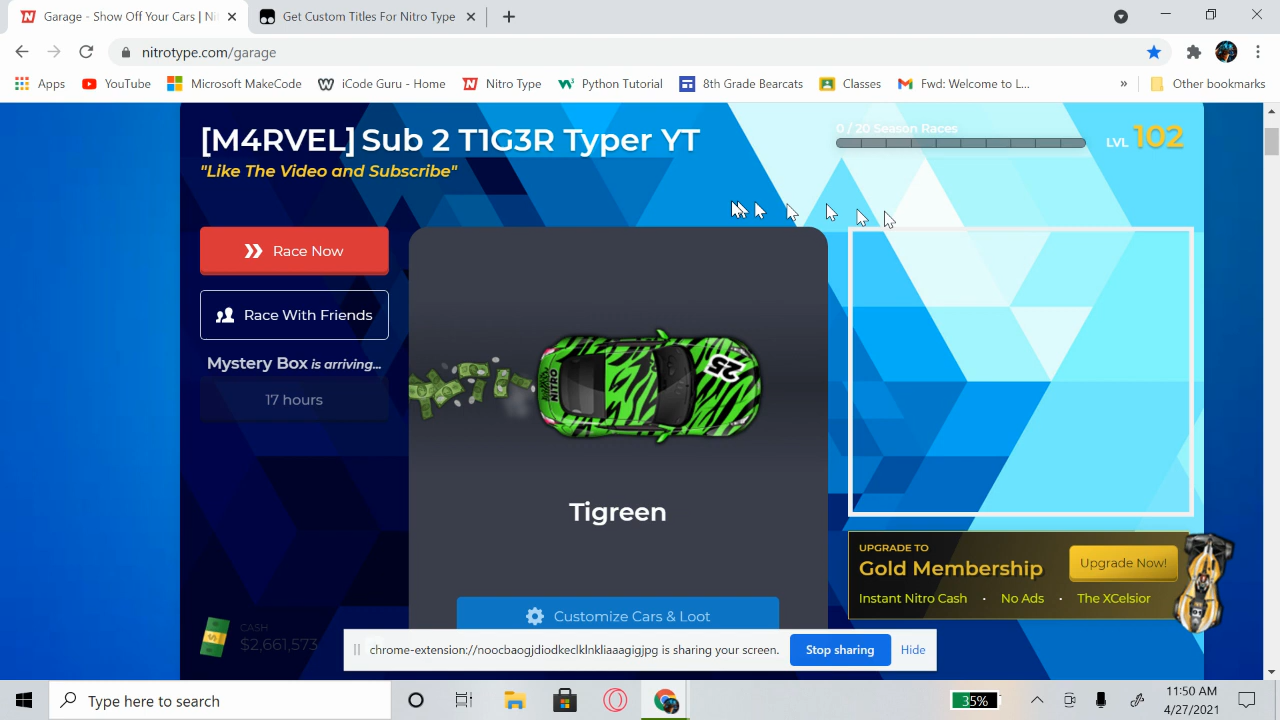 Garage - Show Off Your Cars | Ni
Get Custom Titles For Nitro Type
nitrotype.com/garage
Apps
YouTube
Microsoft MakeCode
iCode Guru - Home
Nitro Type
Python Tutorial
8th Grade Bearcats
Classes
Fwd: Welcome to L...
»
Other bookmarks
[M4RVEL] Sub 2 T1G3R Typer YT
"Like The Video and Subscribe"
0 / 20 Season Races
LVL 102
Race Now
Race With Friends
Mystery Box is arriving...
17 hours
NITRO
25
Tigreen
Customize Cars & Loot
CASH
$2,661,573
UPGRADE TO
Gold Membership
Upgrade Now!
Instant Nitro Cash • No Ads • The XCelsior
chrome-extension://noocbaogjdiodkeclklnkliaaagigjpg is sharing your screen.
Stop sharing
Hide
Type here to search
35%
11:50 AM
4/27/2021